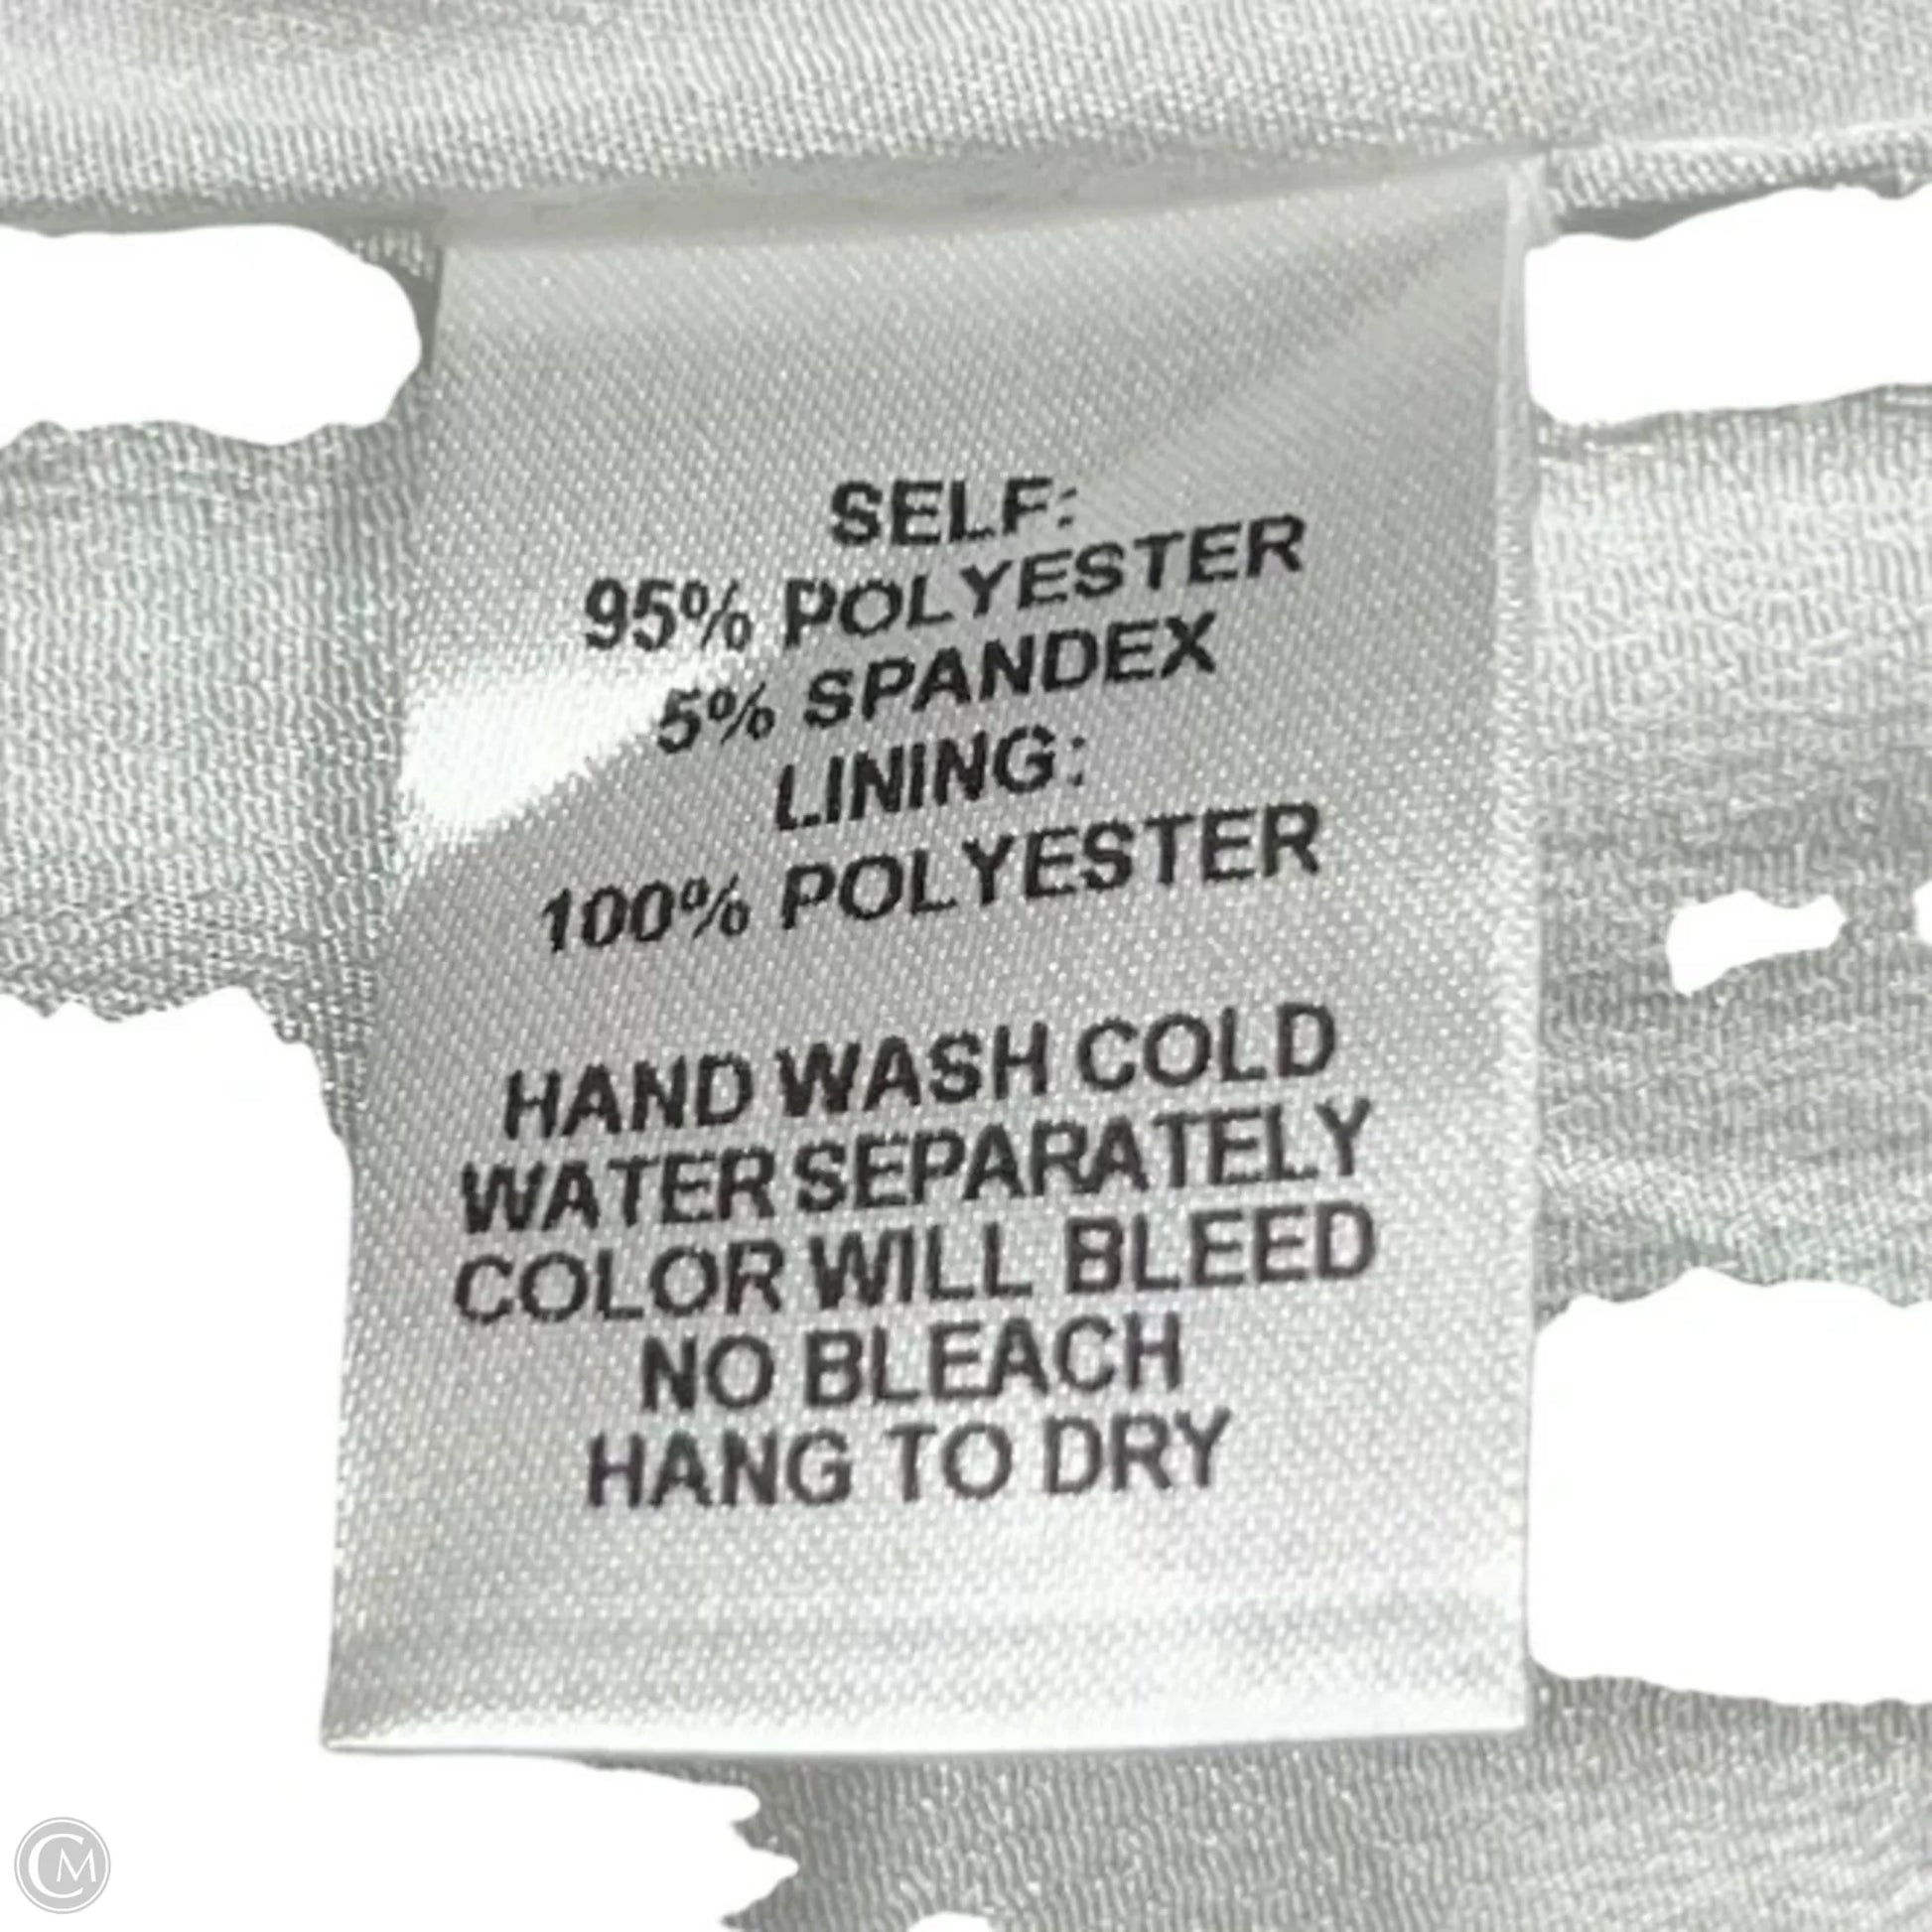 SELF:
95% POLYESTER
5% SPANDEX
LINING:
100% POLYESTER
HAND WASH COLD
WATER SEPARATELY
COLOR WILL BLEED
NO BLEACH
HANG TO DRY
CM